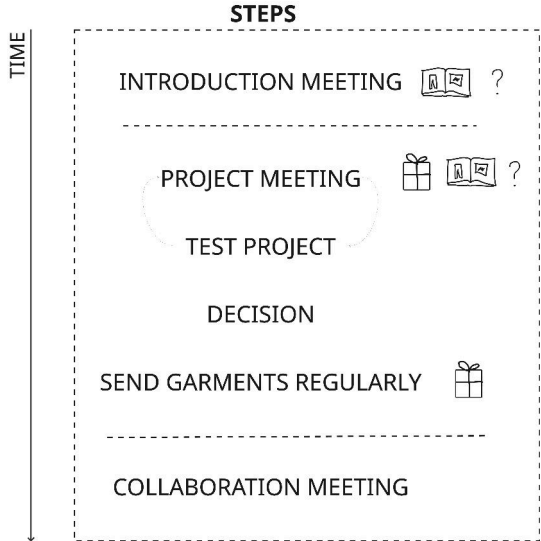 STEPS
TIME
INTRODUCTION MEETING ?
PROJECT MEETING ?
TEST PROJECT
DECISION
SEND GARMENTS REGULARLY
COLLABORATION MEETING